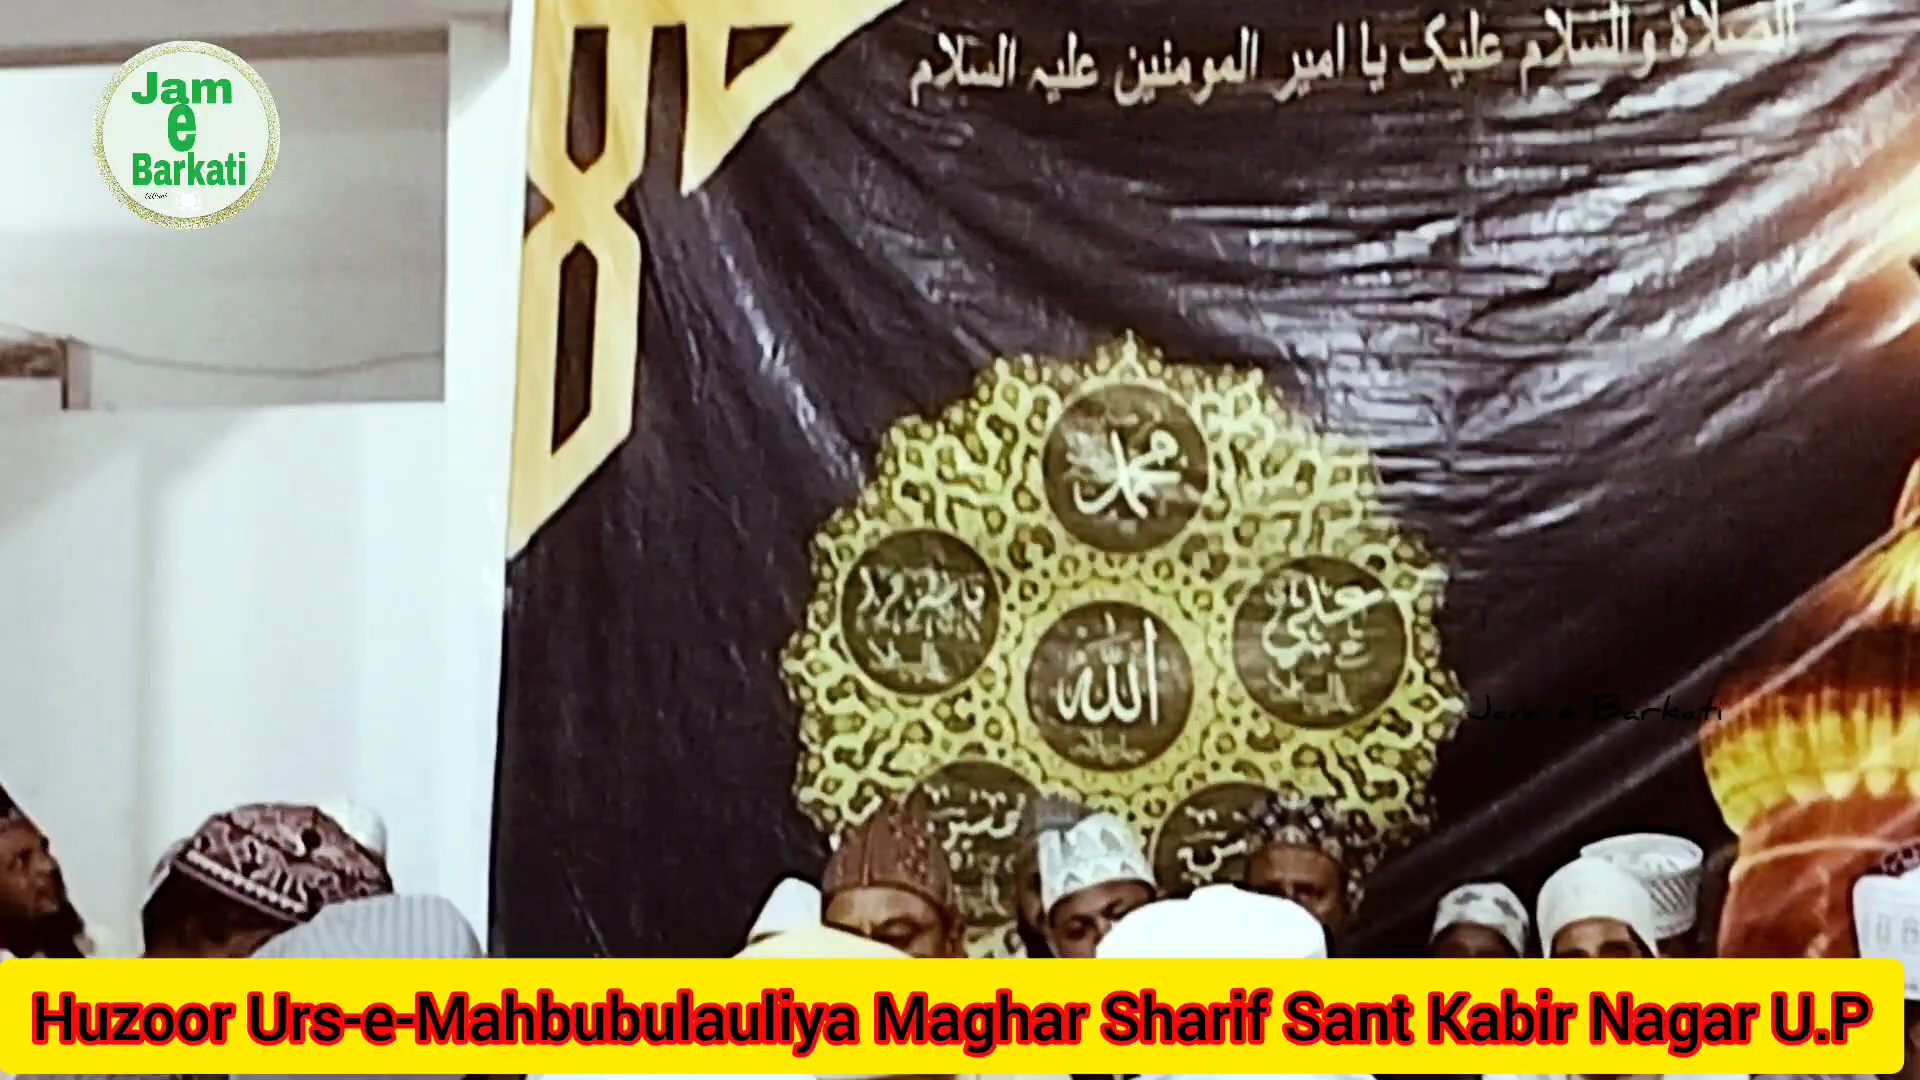 Jam
e
Barkati
الصلاۃ والسلام علیک یا امیر المومنین علیہ السلام
محمد
علی
الله
Jam e Barkati
Huzoor Urs-e-Mahbubulauliya Maghar Sharif Sant Kabir Nagar U.P